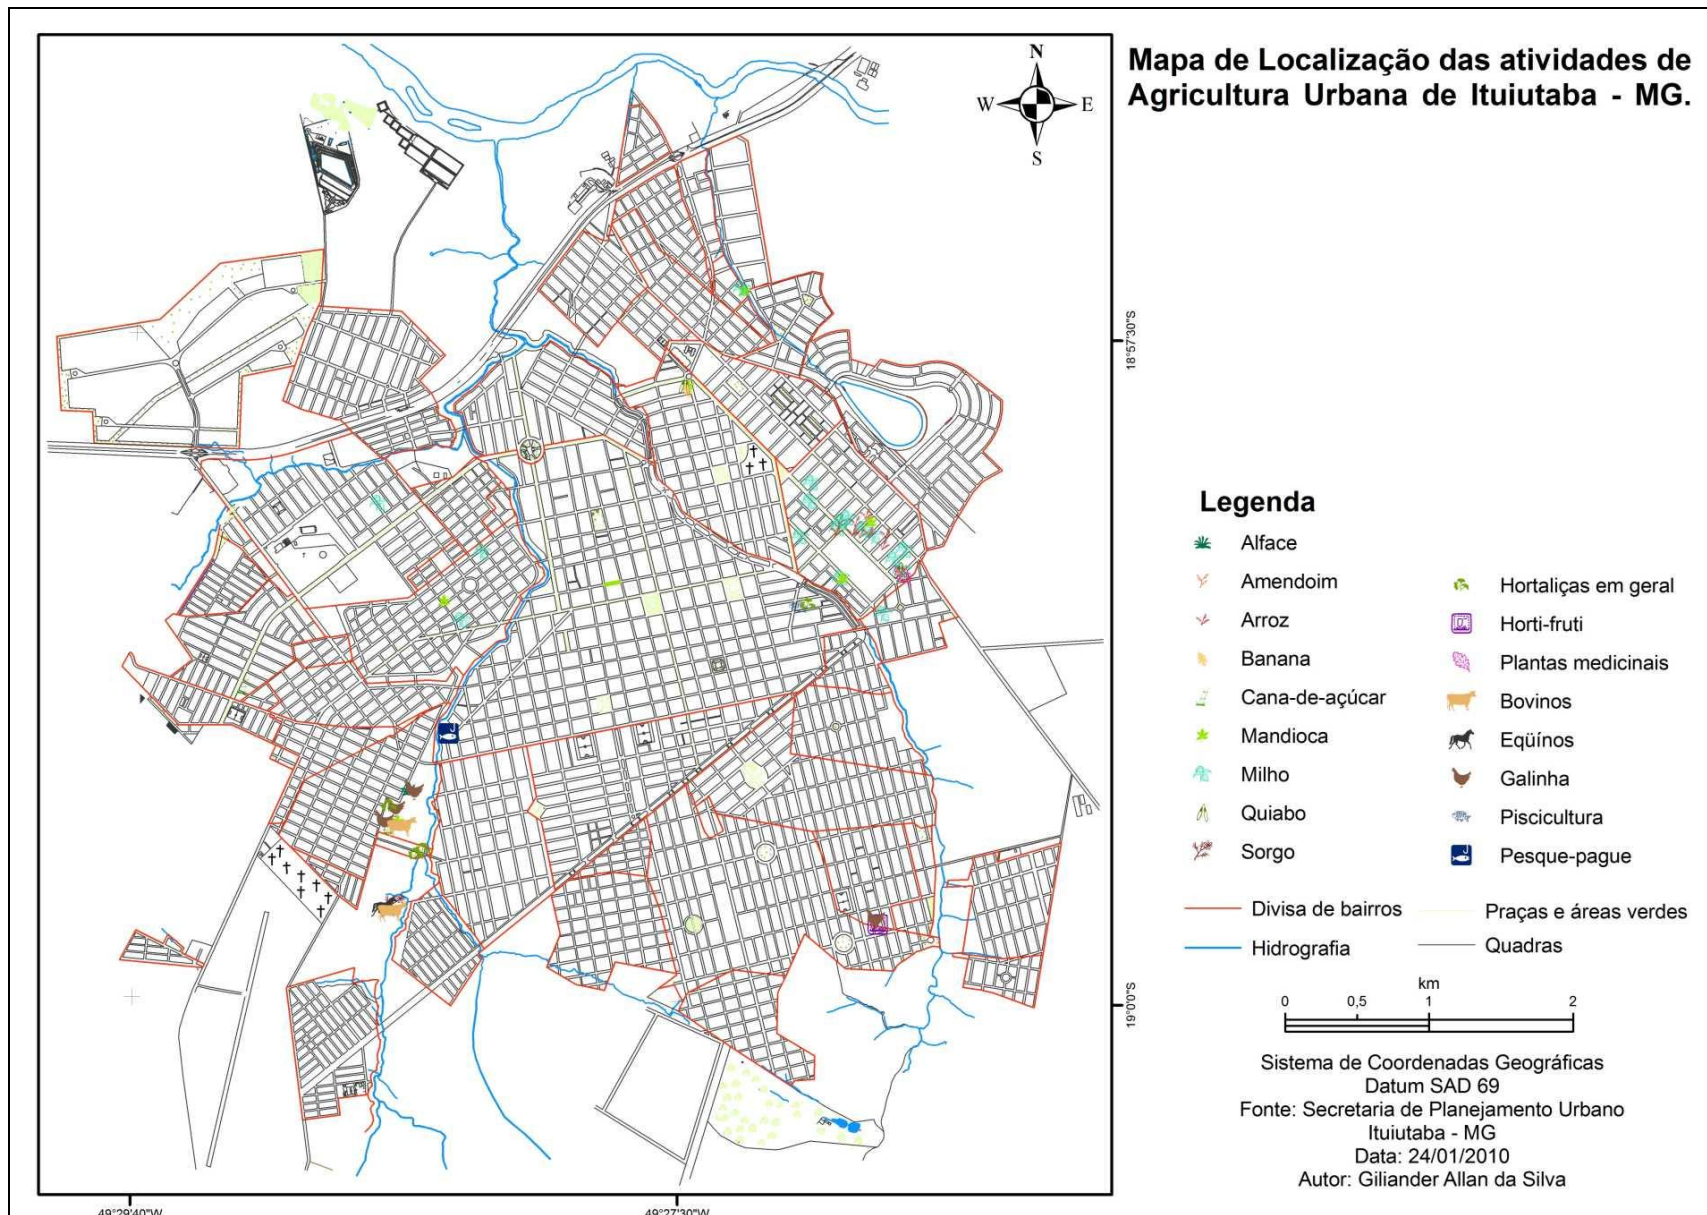 Mapa de Localização das atividades de
Agricultura Urbana de Ituiutaba - MG.
N
W
E
S
18°57'30"S
19°0'0"S
49°29'40"W
49°27'30"W
Legenda
Alface
Amendoim
Arroz
Banana
Cana-de-açúcar
Mandioca
Milho
Quiabo
Sorgo
Hortaliças em geral
Horti-fruti
Plantas medicinais
Bovinos
Eqüínos
Galinha
Piscicultura
Pesque-pague
Divisa de bairros
Praças e áreas verdes
Hidrografia
Quadras
km
0 0,5 1 2
Sistema de Coordenadas Geográficas
Datum SAD 69
Fonte: Secretaria de Planejamento Urbano
Ituiutaba - MG
Data: 24/01/2010
Autor: Giliander Allan da Silva